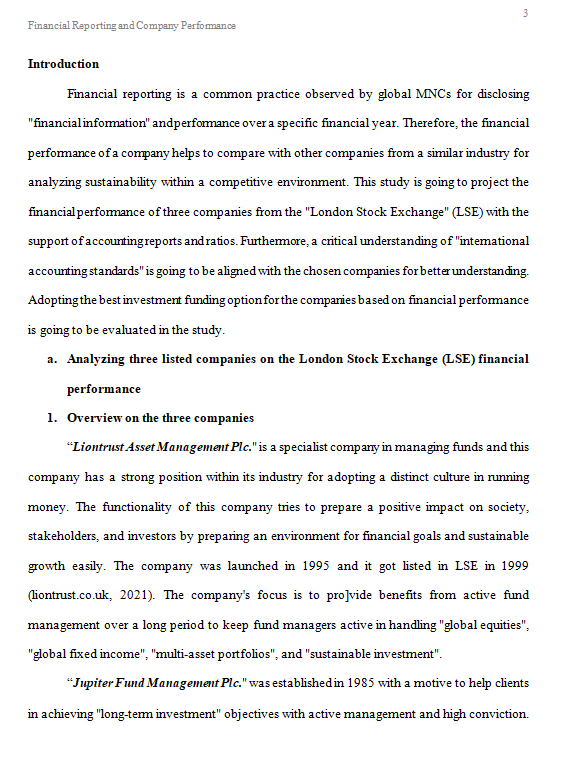 3
Financial Reporting and Company Performance
Introduction
Financial reporting is a common practice observed by global MNCs for disclosing
"financial information" and performance over a specific financial year. Therefore, the financial
performance of a company helps to compare with other companies from a similar industry for
analyzing sustainability within a competitive environment. This study is going to project the
financial performance of three companies from the "London Stock Exchange" (LSE) with the
support of accounting reports and ratios. Furthermore, a critical understanding of "international
accounting standards" is going to be aligned with the chosen companies for better understanding.
Adopting the best investment funding option for the companies based on financial performance
is going to be evaluated in the study.
a. Analyzing three listed companies on the London Stock Exchange (LSE) financial
performance
1. Overview on the three companies
“Liontrust Asset Management Plc." is a specialist company in managing funds and this
company has a strong position within its industry for adopting a distinct culture in running
money. The functionality of this company tries to prepare a positive impact on society,
stakeholders, and investors by preparing an environment for financial goals and sustainable
growth easily. The company was launched in 1995 and it got listed in LSE in 1999
(liontrust.co.uk, 2021). The company's focus is to pro]vide benefits from active fund
management over a long period to keep fund managers active in handling "global equities",
"global fixed income", "multi-asset portfolios", and "sustainable investment".
“Jupiter Fund Management Plc." was established in 1985 with a motive to help clients
in achieving "long-term investment" objectives with active management and high conviction.